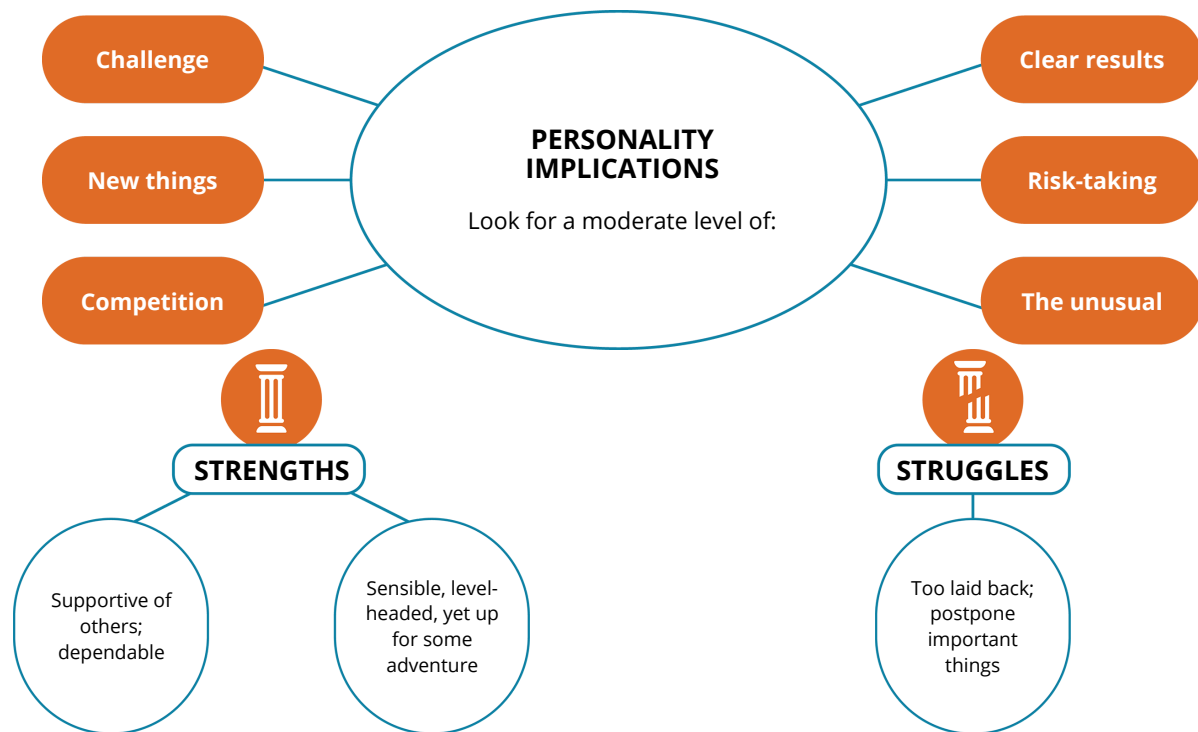 PERSONALITY
IMPLICATIONS
Look for a moderate level of:
Challenge
New things
Competition
Clear results
Risk-taking
The unusual
STRENGTHS
Supportive of
others;
dependable
Sensible, level-
headed, yet up
for some
adventure
STRUGGLES
Too laid back;
postpone
important
things